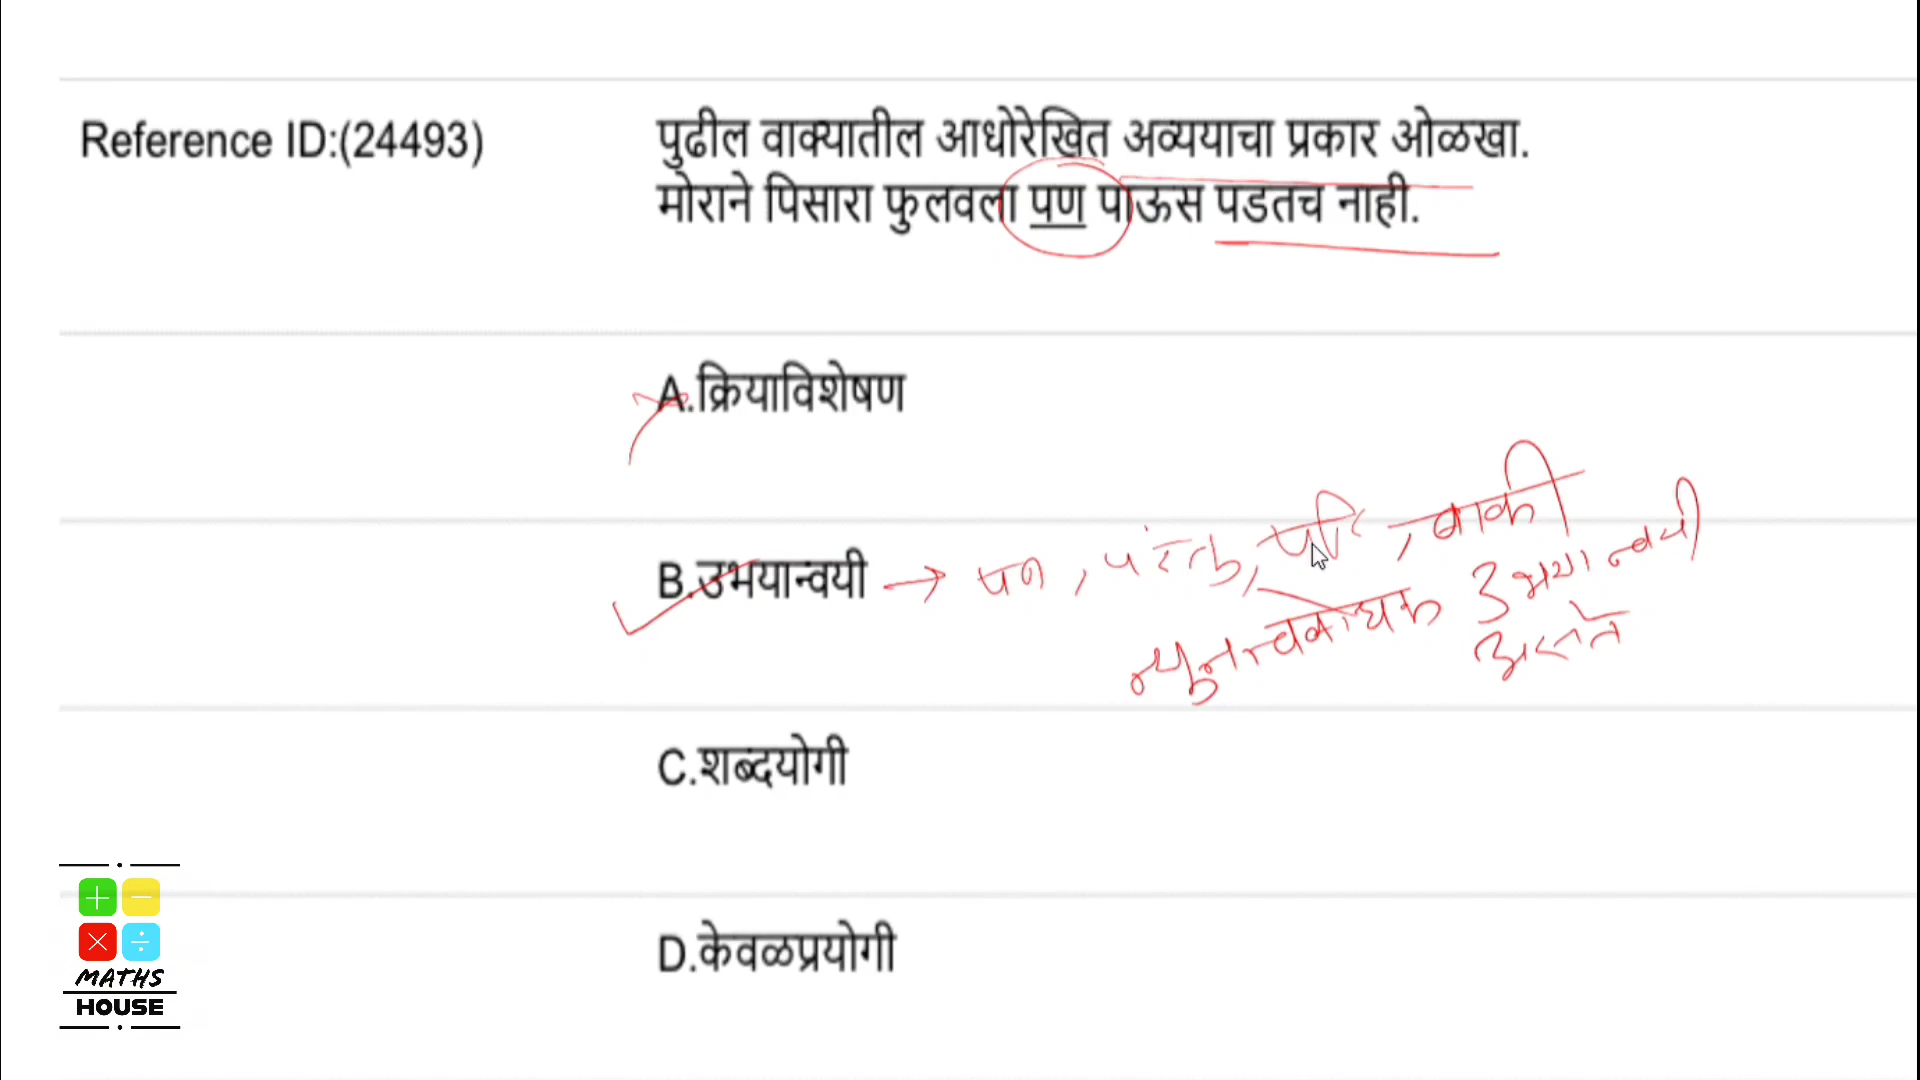 Reference ID:(24493)
पुढील वाक्यातील आधोरेखित अव्ययाचा प्रकार ओळखा.
मोराने पिसारा फुलवला पण पाऊस पडतच नाही.
A.क्रियाविशेषण
B.उभयान्वयी → पण , परंतु, परि , बाकी
न्यूनत्वबोधक उभयान्वयी
असते
C.शब्दयोगी
D.केवळप्रयोगी
MATHS
HOUSE